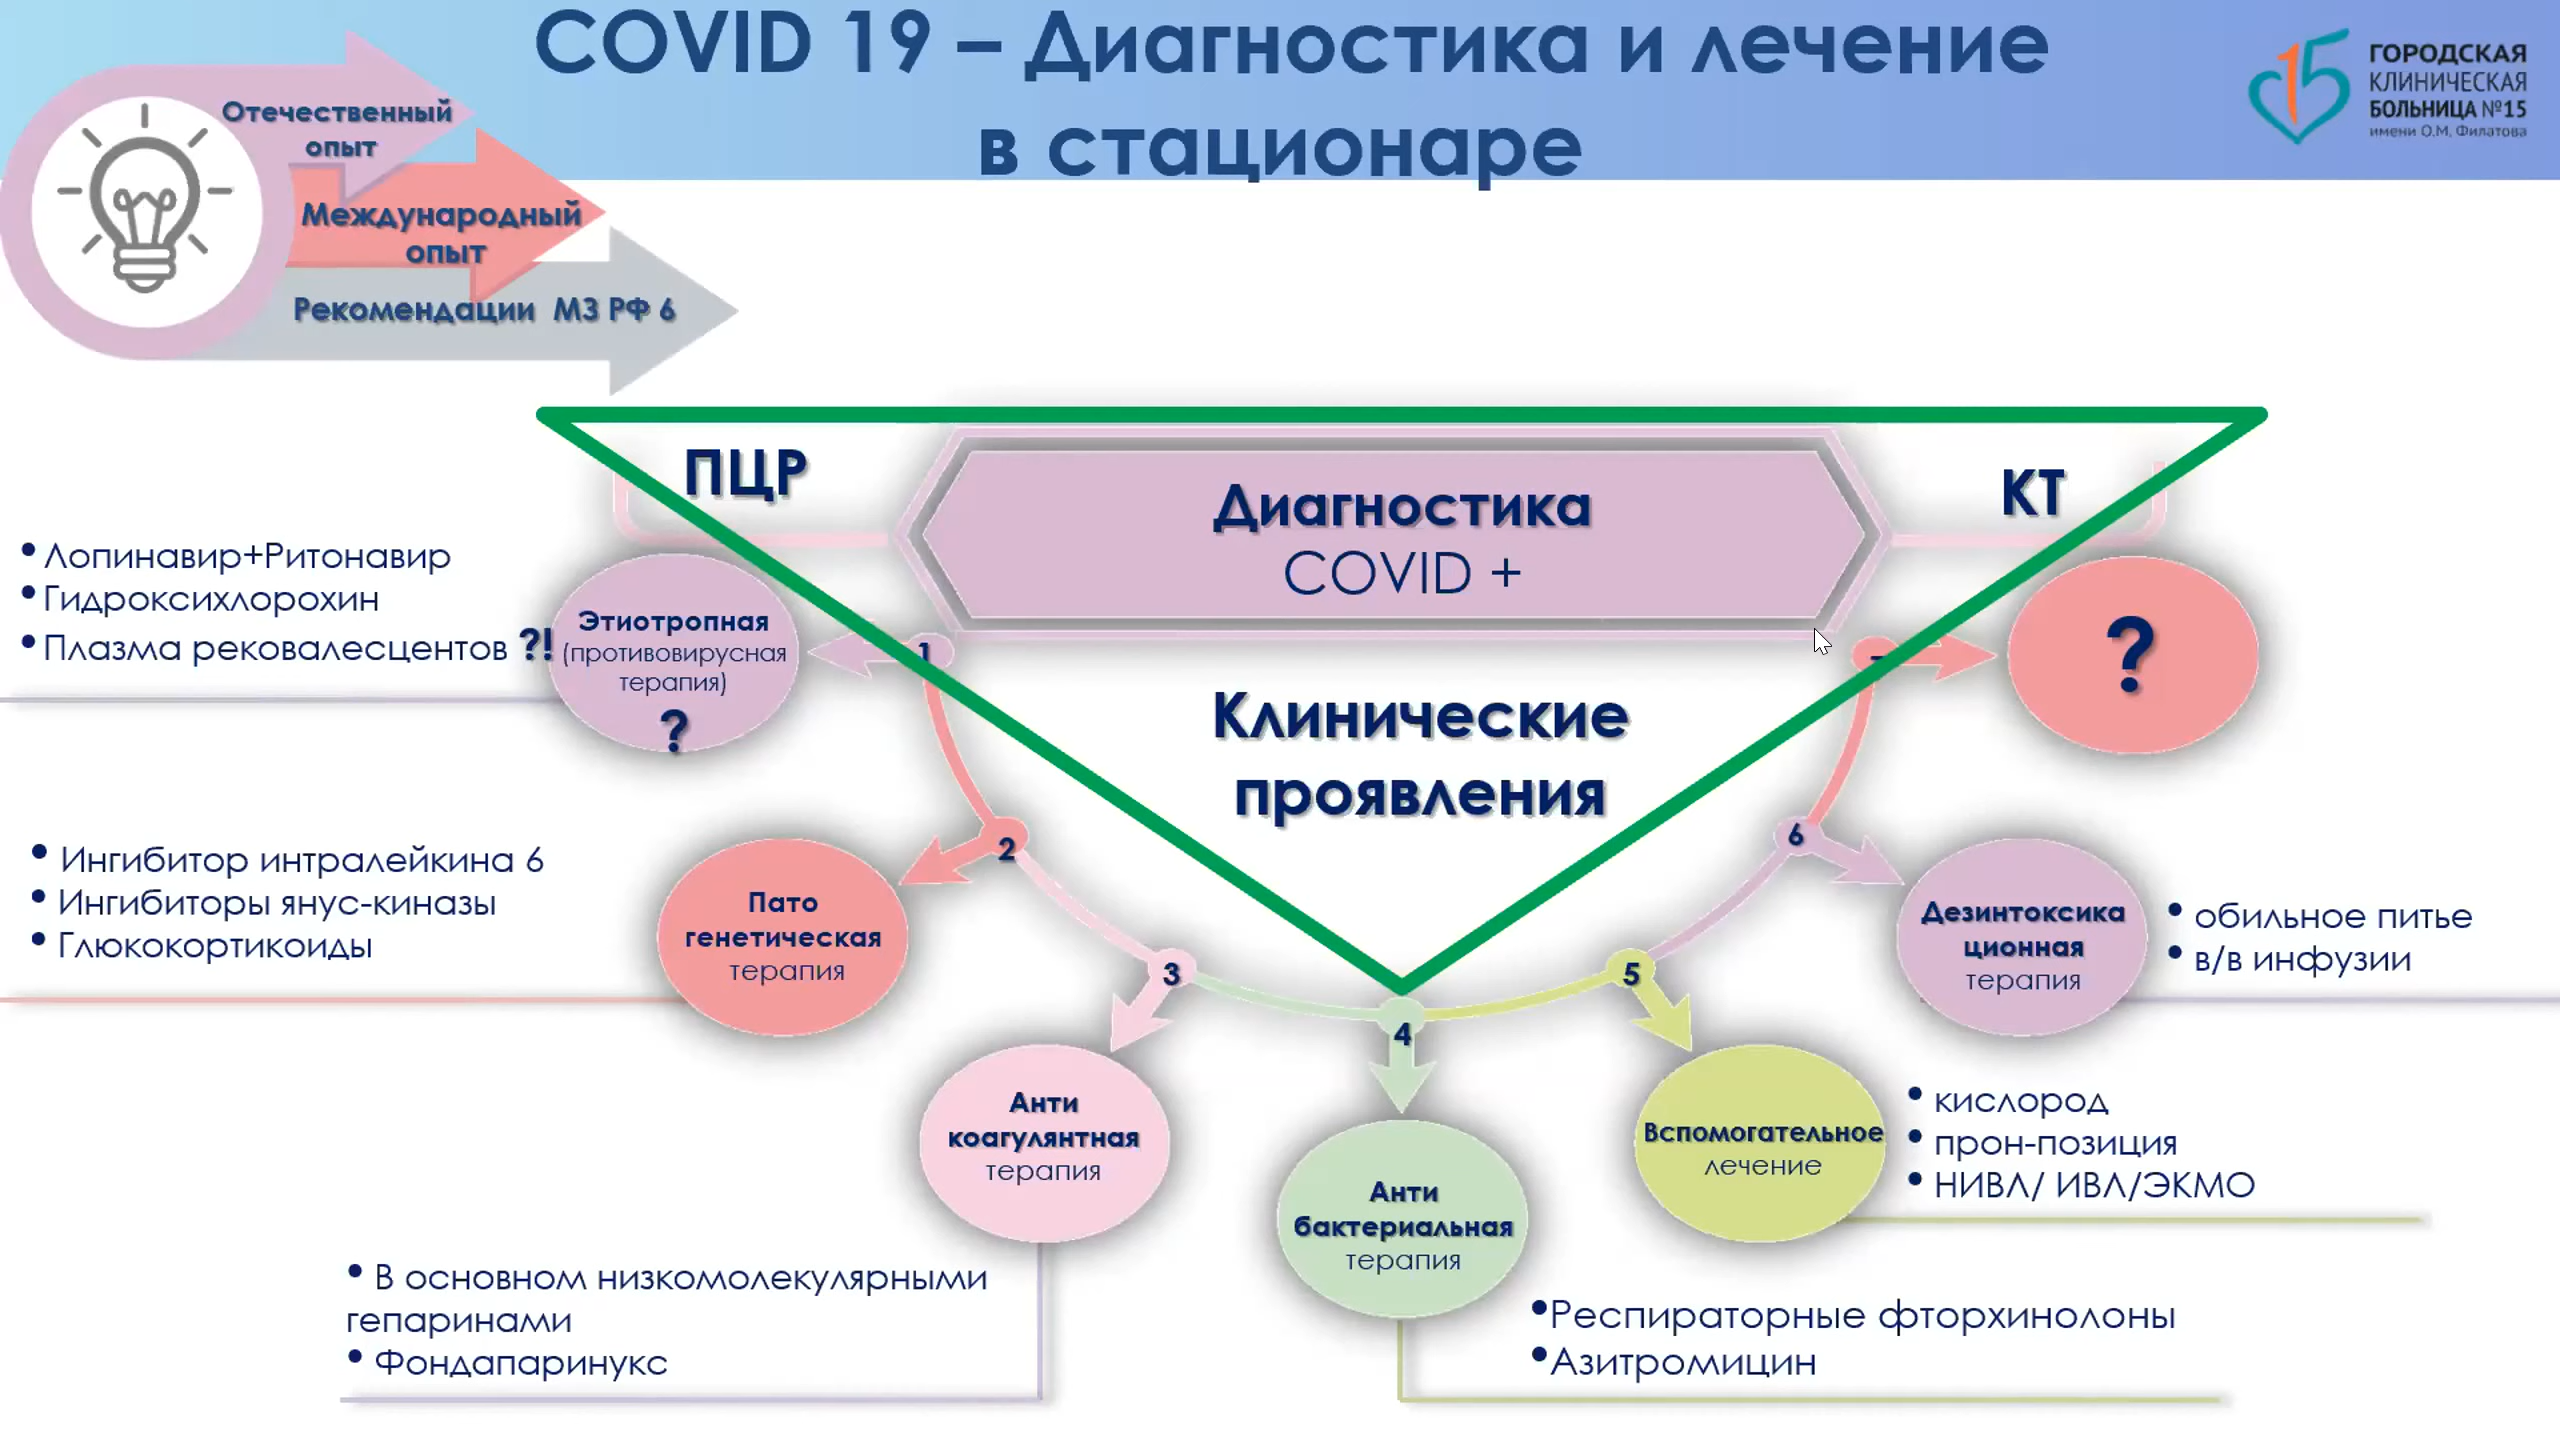 COVID 19 – Диагностика и лечение
в стационаре
ГОРОДСКАЯ
КЛИНИЧЕСКАЯ
БОЛЬНИЦА №15
имени О.М. Филатова
15
Отечественный
опыт
Международный
опыт
Рекомендации МЗ РФ 6
ПЦР
Диагностика
COVID +
КТ
Клинические
проявления
1
• Лопинавир+Ритонавир
• Гидроксихлорохин
• Плазма рековалесцентов ?!
Этиотропная
(противовирусная
терапия)
?
2
• Ингибитор интралейкина 6
• Ингибиторы янус-киназы
• Глюкокортикоиды
Пато
генетическая
терапия
3
Анти
коагулянтная
терапия
• В основном низкомолекулярными
гепаринами
• Фондапаринукс
4
Анти
бактериальная
терапия
•Респираторные фторхинолоны
•Азитромицин
5
Вспомогательное
лечение
• кислород
• прон-позиция
• НИВЛ/ ИВЛ/ЭКМО
6
Дезинтоксика
ционная
терапия
• обильное питье
• в/в инфузии
?